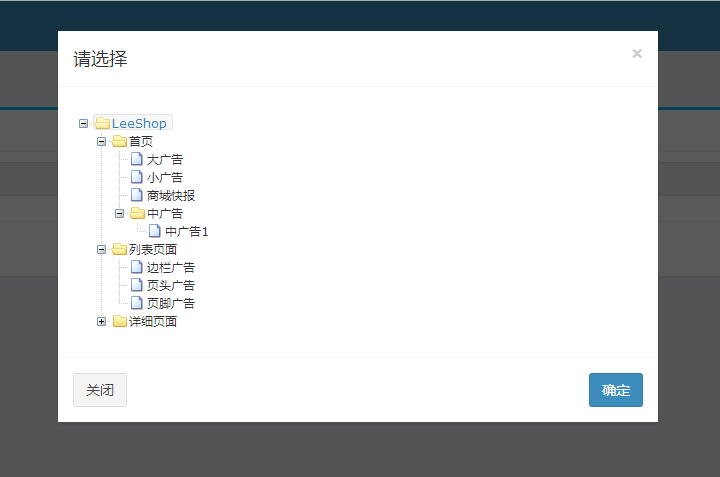 请选择
×
LeeShop
首页
大广告
小广告
商城快报
中广告
中广告1
列表页面
边栏广告
页头广告
页脚广告
详细页面
关闭
确定